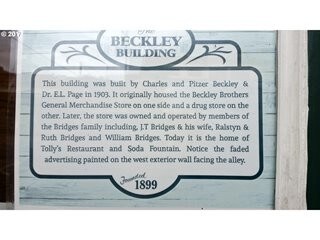 © 201
The
BECKLEY
BUILDING
This building was built by Charles and Pitzer Beckley &
Dr. E.L. Page in 1903. It originally housed the Beckley Brothers
General Merchandise Store on one side and a drug store on the
other. Later, the store was owned and operated by members of
the Bridges family including, J.T Bridges & his wife, Ralstyn &
Ruth Bridges and William Bridges. Today it is the home of
Tolly's Restaurant and Soda Fountain. Notice the faded
advertising painted on the west exterior wall facing the alley.
Founded
1899